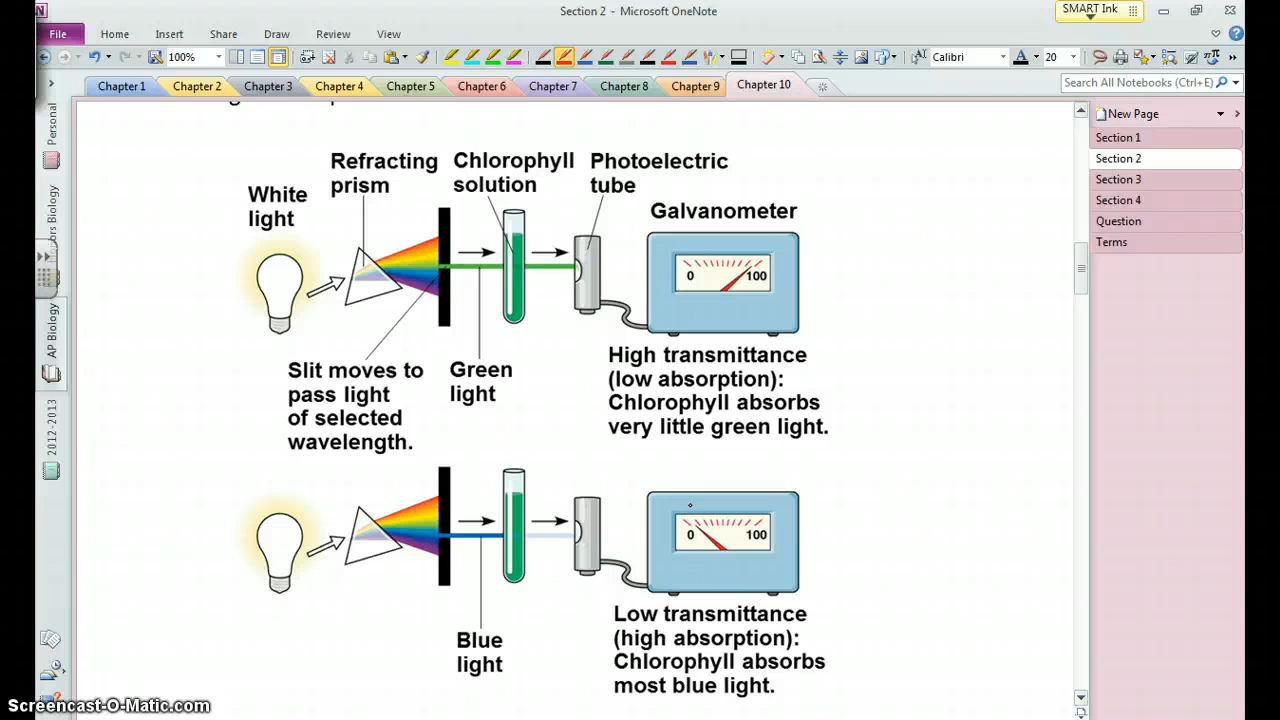 Section 2 - Microsoft OneNote
SMART Ink
File Home Insert Share Draw Review View
100%
Calibri
20
Chapter 1 Chapter 2 Chapter 3 Chapter 4 Chapter 5 Chapter 6 Chapter 7 Chapter 8 Chapter 9 Chapter 10
Search All Notebooks (Ctrl+E)
New Page
Section 1
Section 2
Section 3
Section 4
Question
Terms
Personal
Biology
AP Biology
2012-2013
White
light
Refracting
prism
Chlorophyll
solution
Photoelectric
tube
Galvanometer
0 100
Slit moves to
pass light
of selected
wavelength.
Green
light
High transmittance
(low absorption):
Chlorophyll absorbs
very little green light.
0 100
Blue
light
Low transmittance
(high absorption):
Chlorophyll absorbs
most blue light.
Screencast-O-Matic.com